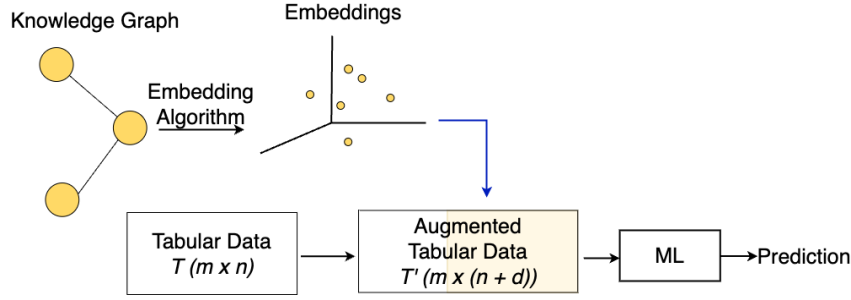 Knowledge Graph
Embeddings
Embedding
Algorithm
Tabular Data
T (m x n)
Augmented
Tabular Data
T' (m x (n + d))
ML
Prediction